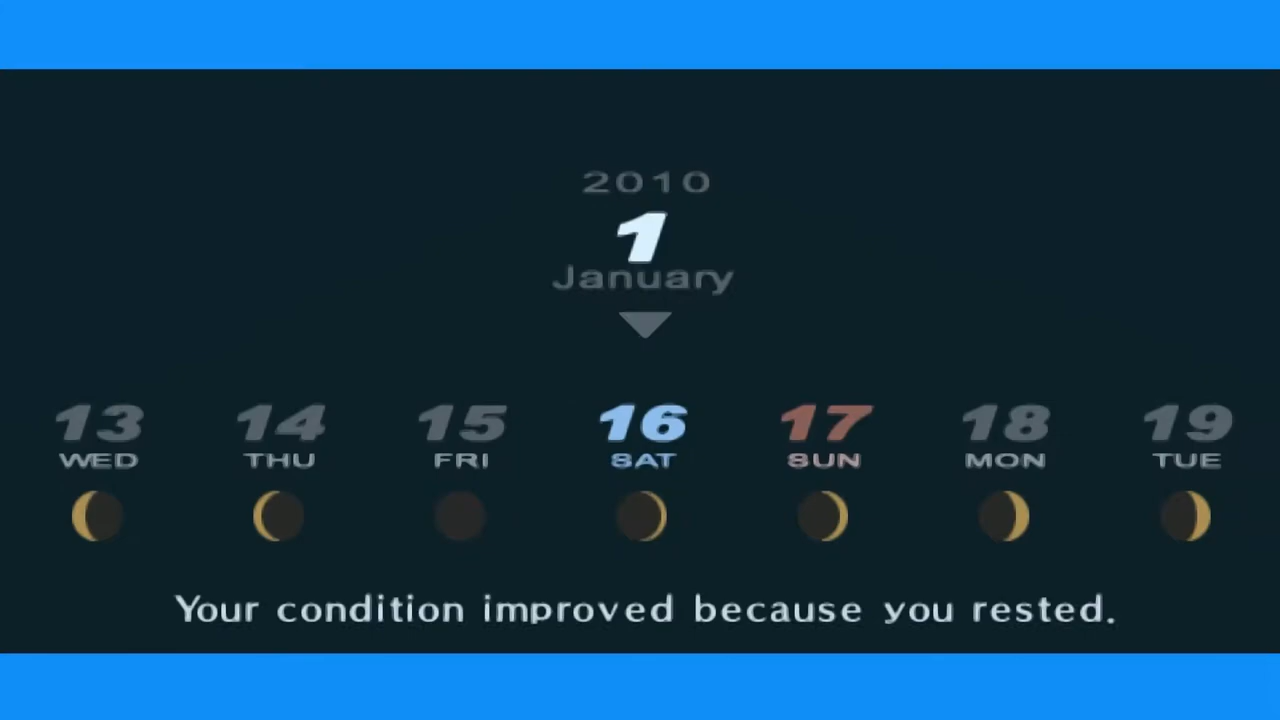 2010
1
January
13 14 15 16 17 18 19
WED THU FRI SAT SUN MON TUE
Your condition improved because you rested.